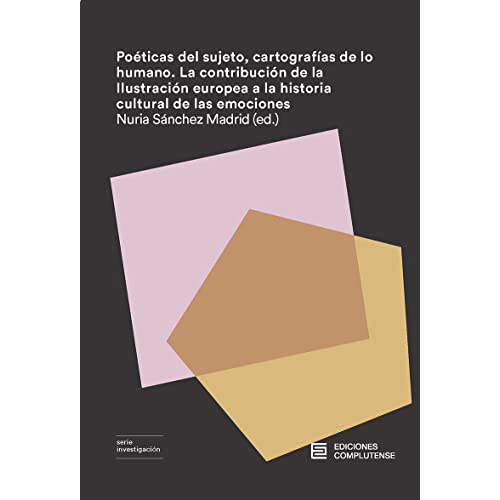 Poéticas del sujeto, cartografías de lo
humano. La contribución de la
Ilustración europea a la historia
cultural de las emociones
Nuria Sánchez Madrid (ed.)
serie
investigación
EDICIONES
COMPLUTENSE